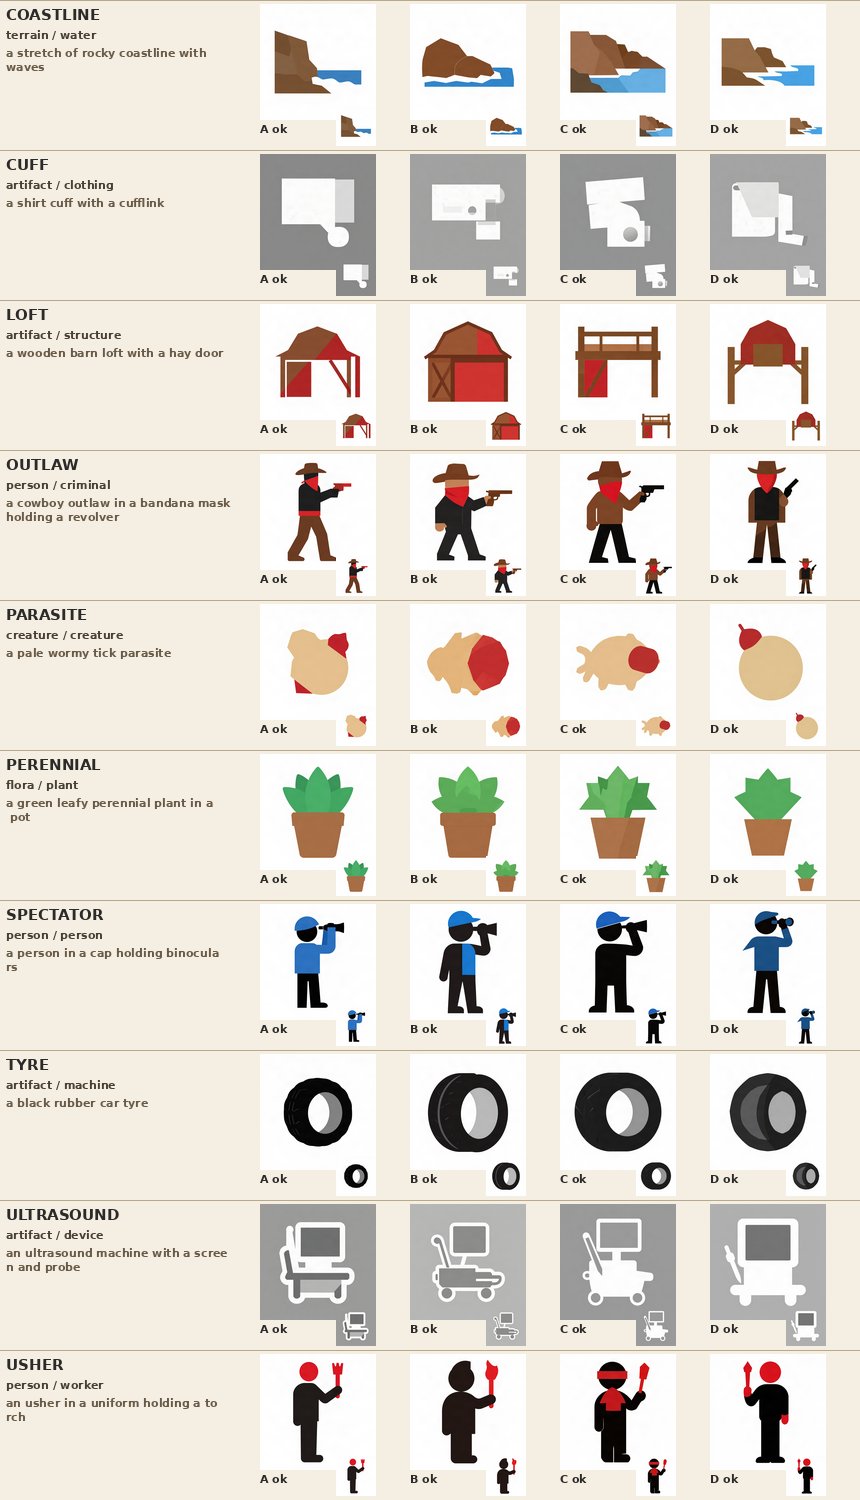 COASTLINE
terrain / water
a stretch of rocky coastline with
waves
A ok
B ok
C ok
D ok
CUFF
artifact / clothing
a shirt cuff with a cufflink
A ok
B ok
C ok
D ok
LOFT
artifact / structure
a wooden barn loft with a hay door
A ok
B ok
C ok
D ok
OUTLAW
person / criminal
a cowboy outlaw in a bandana mask
holding a revolver
A ok
B ok
C ok
D ok
PARASITE
creature / creature
a pale wormy tick parasite
A ok
B ok
C ok
D ok
PERENNIAL
flora / plant
a green leafy perennial plant in a
pot
A ok
B ok
C ok
D ok
SPECTATOR
person / person
a person in a cap holding binocula
rs
A ok
B ok
C ok
D ok
TYRE
artifact / machine
a black rubber car tyre
A ok
B ok
C ok
D ok
ULTRASOUND
artifact / device
an ultrasound machine with a scree
n and probe
A ok
B ok
C ok
D ok
USHER
person / worker
an usher in a uniform holding a to
rch
A ok
B ok
C ok
D ok